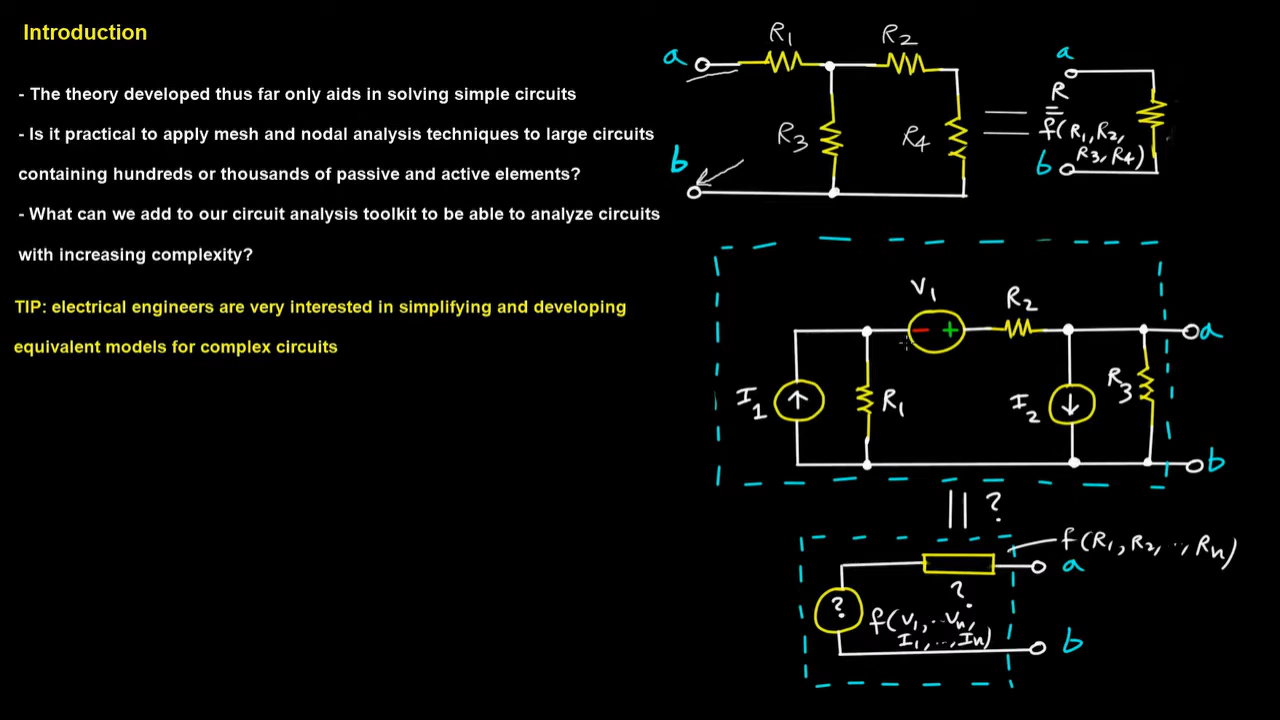 Introduction
- The theory developed thus far only aids in solving simple circuits
- Is it practical to apply mesh and nodal analysis techniques to large circuits
containing hundreds or thousands of passive and active elements?
- What can we add to our circuit analysis toolkit to be able to analyze circuits
with increasing complexity?
TIP: electrical engineers are very interested in simplifying and developing
equivalent models for complex circuits
R1 R2
a
R3 R4
b
=
a
R
=
f(R1, R2,
R3, R4)
b
V1 R2
a
I1 R1 I2 R3
b
|| ?
f(R1, R2, .., Rn)
a
?
?
f(V1, ..Vn,
I1, .., In)
b